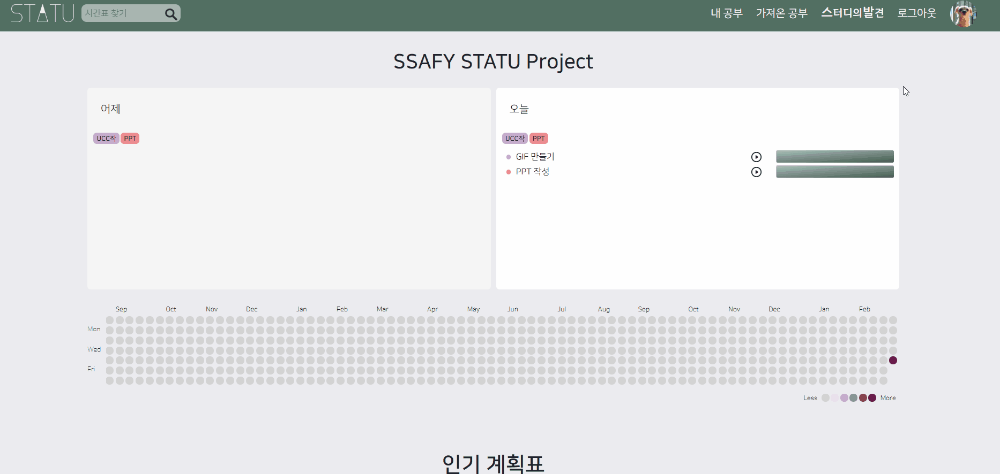 STATU 시간표 찾기 내 공부 가져온 공부 스터디의발견 로그아웃
SSAFY STATU Project
어제
UCC작 PPT
오늘
UCC작 PPT
GIF 만들기
PPT 작성
Sep Oct Nov Dec Jan Feb Mar Apr May Jun Jul Aug Sep Oct Nov Dec Jan Feb
Mon
Wed
Fri
Less More
인기 계획표